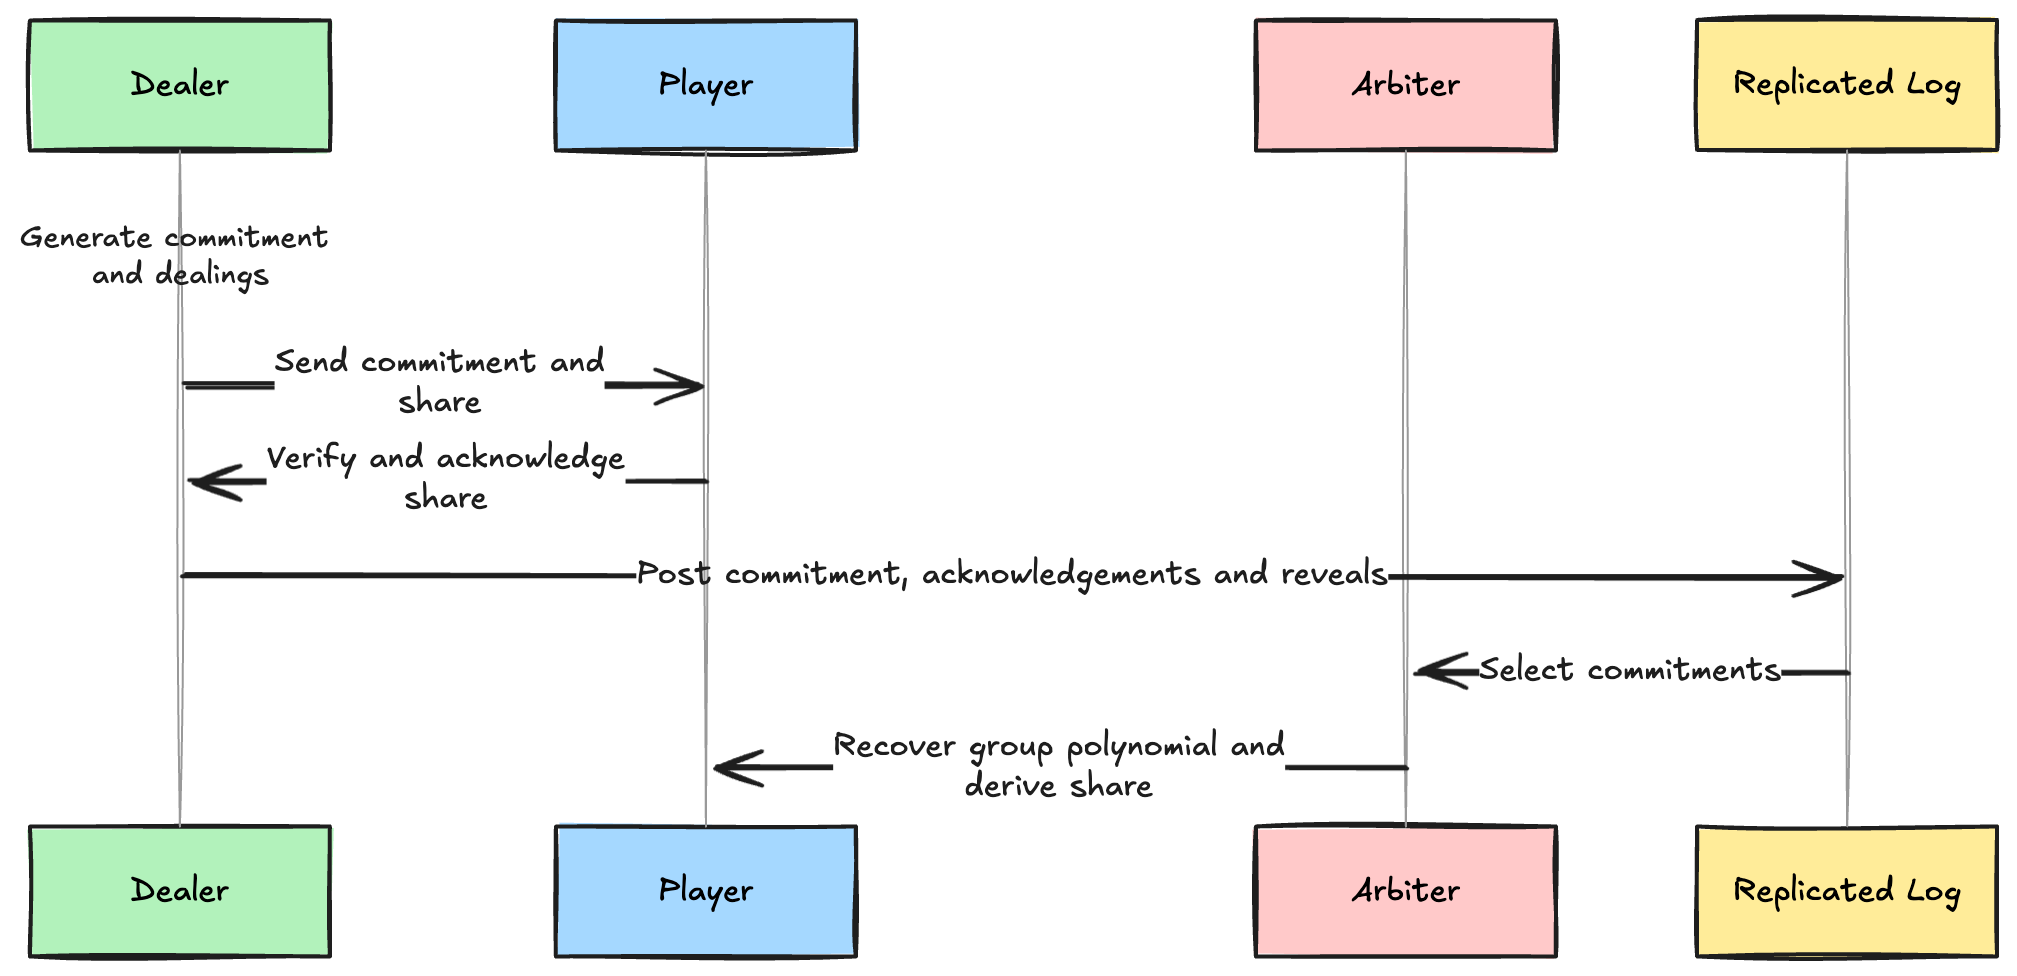 Dealer
Player
Arbiter
Replicated Log
Generate commitment
and dealings
Send commitment and
share
Verify and acknowledge
share
Post commitment, acknowledgements and reveals
Select commitments
Recover group polynomial and
derive share
Dealer
Player
Arbiter
Replicated Log